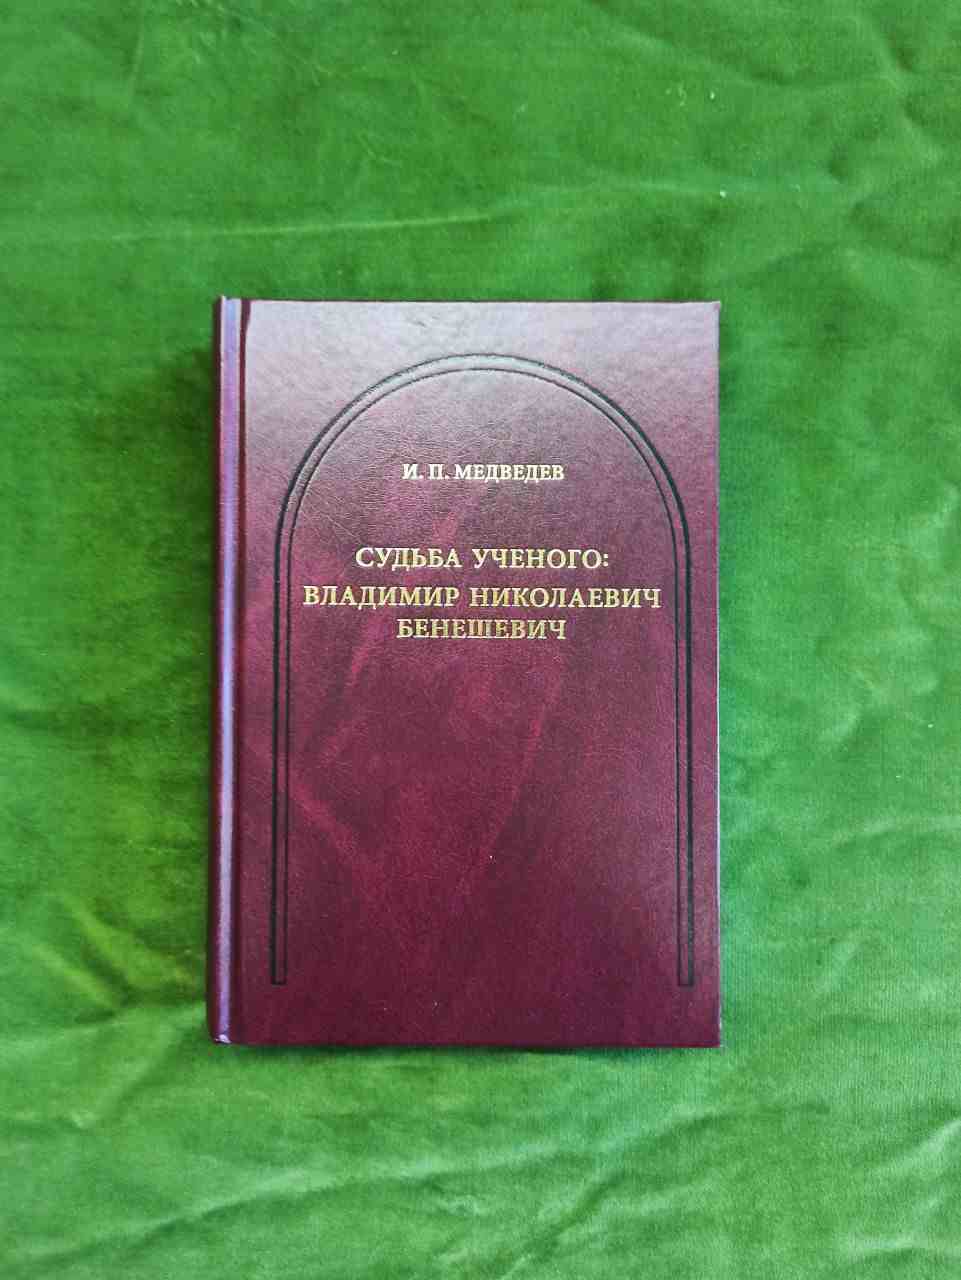 И. П. МЕДВЕДЕВ
СУДЬБА УЧЕНОГО:
ВЛАДИМИР НИКОЛАЕВИЧ
БЕНЕШЕВИЧ